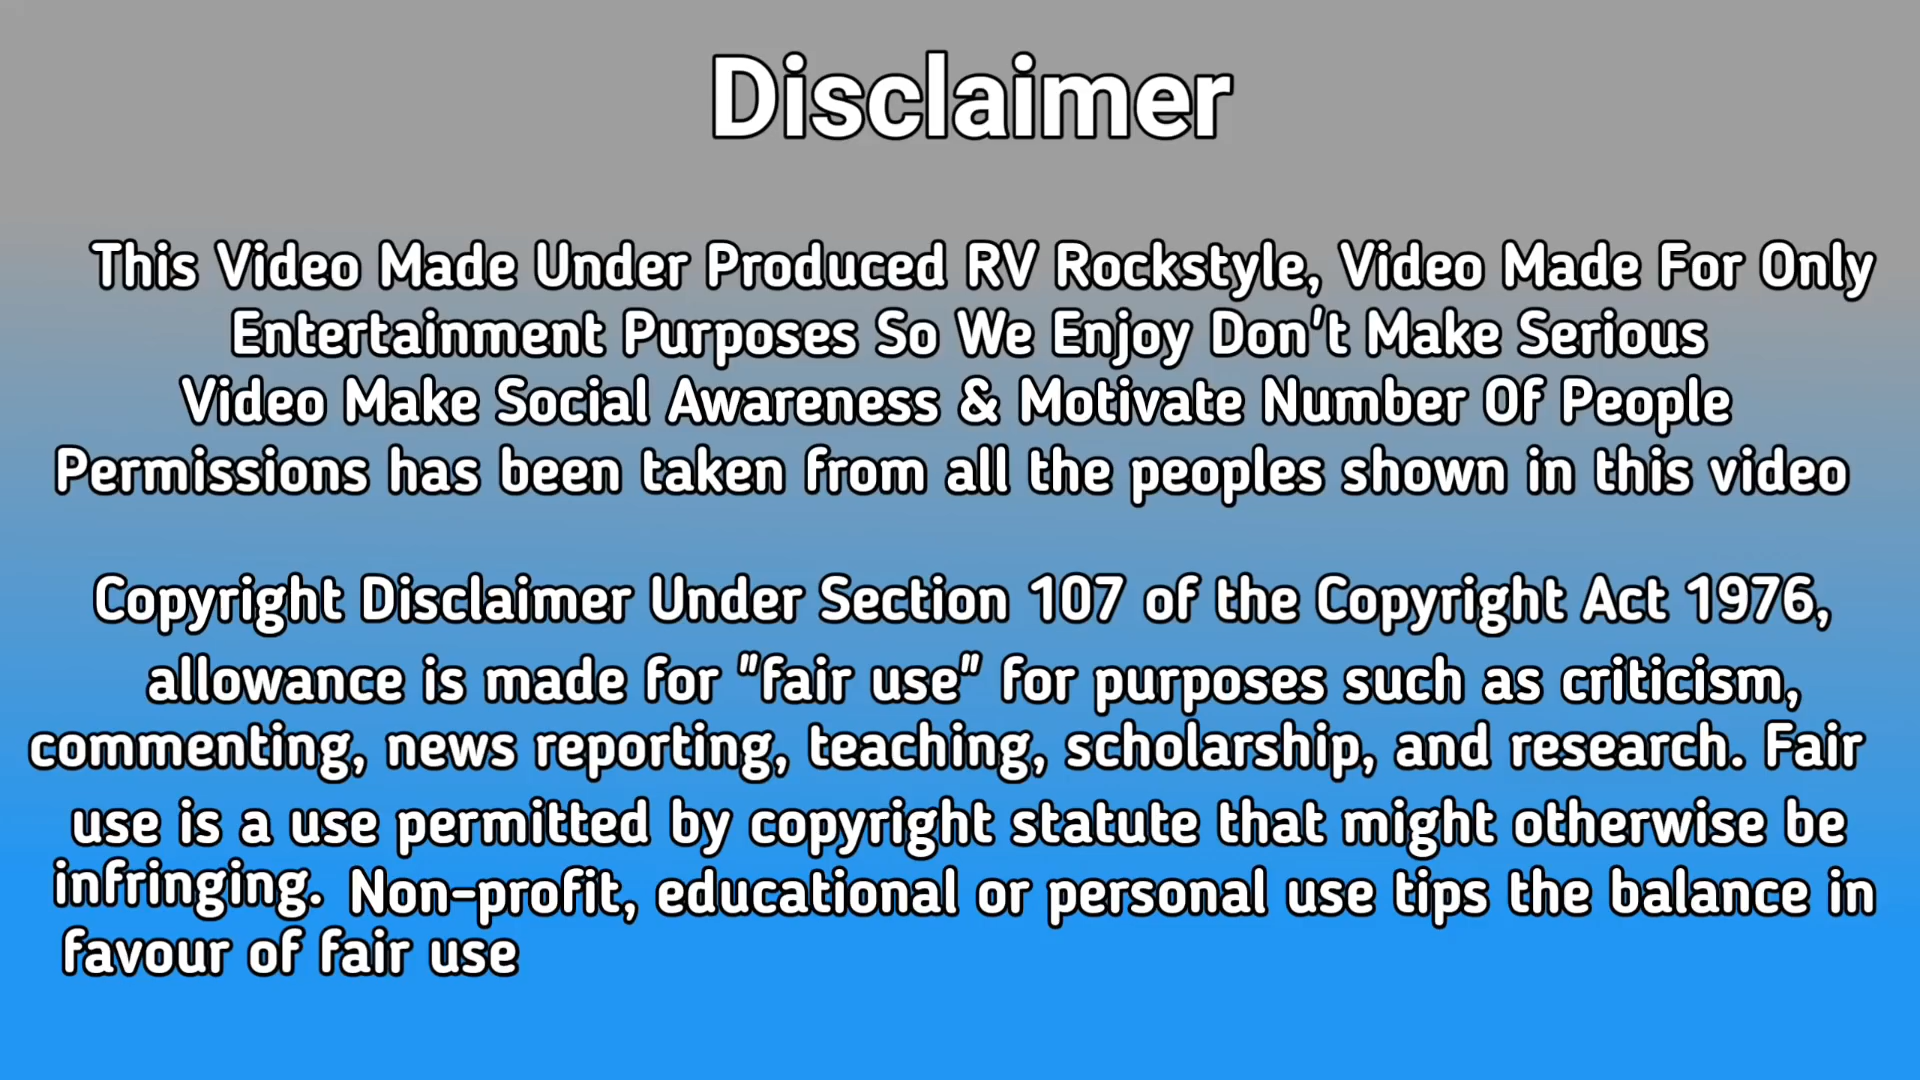 Disclaimer
This Video Made Under Produced RV Rockstyle, Video Made For Only
Entertainment Purposes So We Enjoy Don't Make Serious
Video Make Social Awareness & Motivate Number Of People
Permissions has been taken from all the peoples shown in this video
Copyright Disclaimer Under Section 107 of the Copyright Act 1976,
allowance is made for "fair use" for purposes such as criticism,
commenting, news reporting, teaching, scholarship, and research. Fair
use is a use permitted by copyright statute that might otherwise be
infringing. Non-profit, educational or personal use tips the balance in
favour of fair use